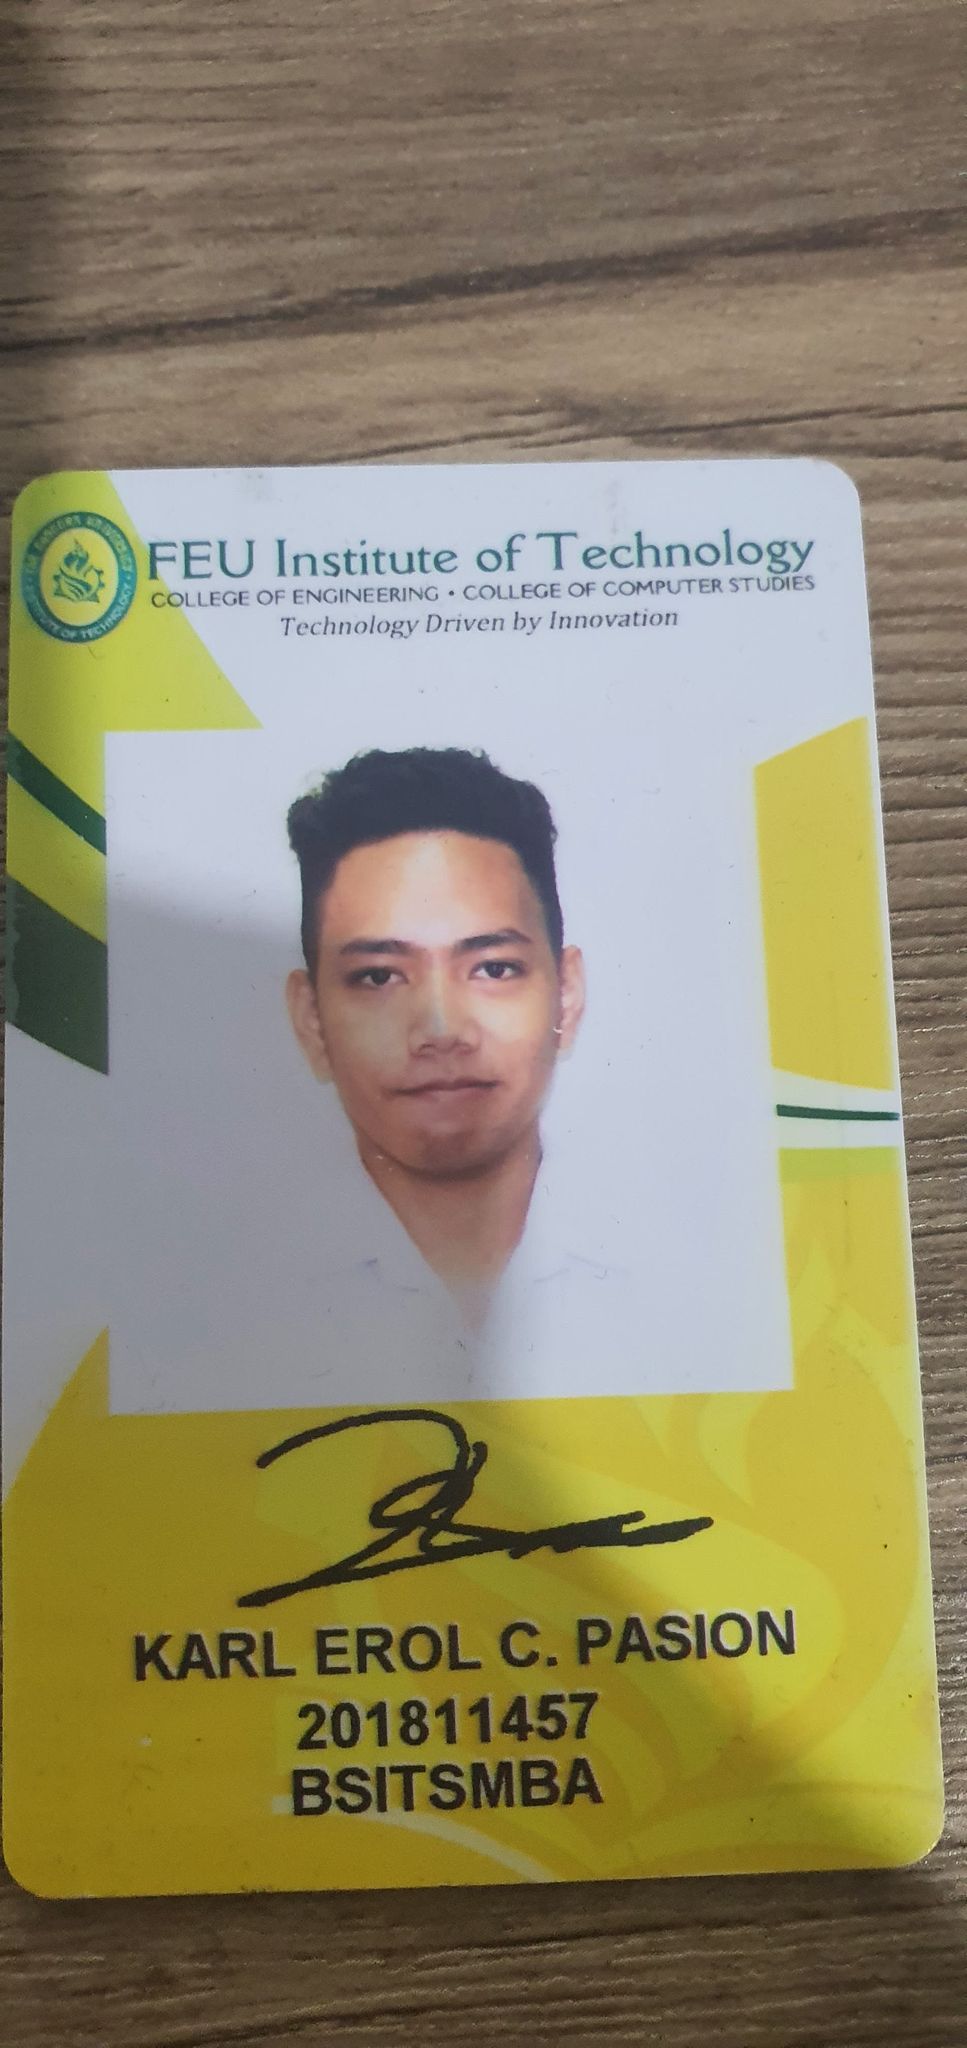 FEU Institute of Technology
COLLEGE OF ENGINEERING • COLLEGE OF COMPUTER STUDIES
Technology Driven by Innovation
KARL EROL C. PASION
201811457
BSITSMBA